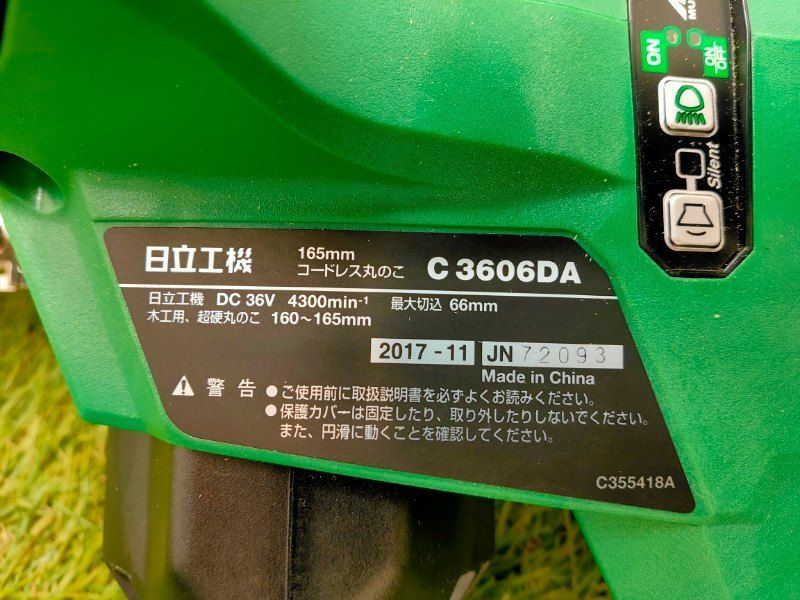 MU
ON
ON
OFF
Silent
日立工機 165mm コードレス丸のこ C 3606DA
日立工機 DC 36V 4300min-1 最大切込 66mm
木工用、超硬丸のこ 160～165mm
2017 - 11 JN 72093
Made in China
警告 ●ご使用前に取扱説明書を必ずよくお読みください。
●保護カバーは固定したり、取り外したりしないでください。
また、円滑に動くことを確認してください。
C355418A